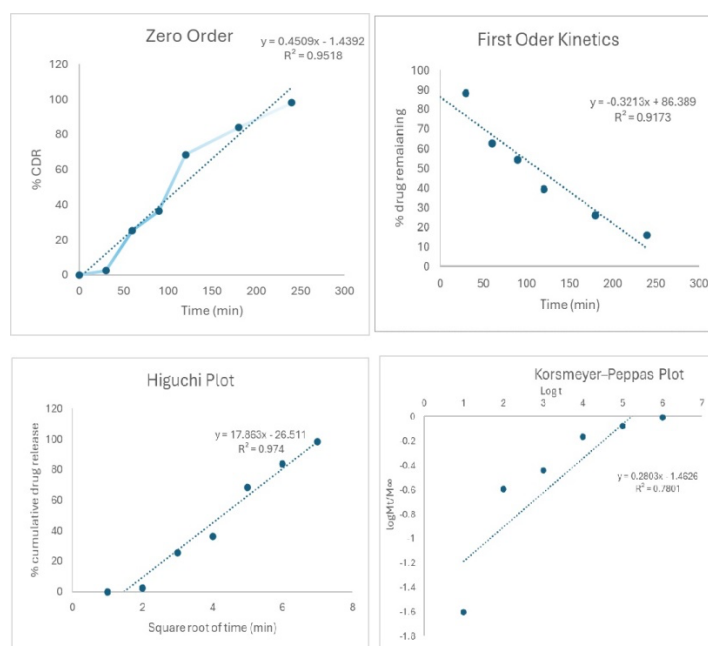 Zero Order
y = 0.4509x - 1.4392
R² = 0.9518
120
100
80
60
40
20
0
% CDR
0 50 100 150 200 250 300
Time (min)
First Oder Kinetics
100
90
80
70
60
50
40
30
20
10
0
% drug remaianing
y = -0.3213x + 86.389
R² = 0.9173
0 50 100 150 200 250 300
Time (min)
Higuchi Plot
120
100
80
60
40
20
0
% cumulative drug release
y = 17.863x - 26.511
R² = 0.974
0 2 4 6 8
Square root of time (min)
Korsmeyer–Peppas Plot
Log t
0 1 2 3 4 5 6 7
0
-0.2
-0.4
-0.6
-0.8
-1
-1.2
-1.4
-1.6
-1.8
logMt/M∞
y = 0.2803x - 1.4626
R² = 0.7801